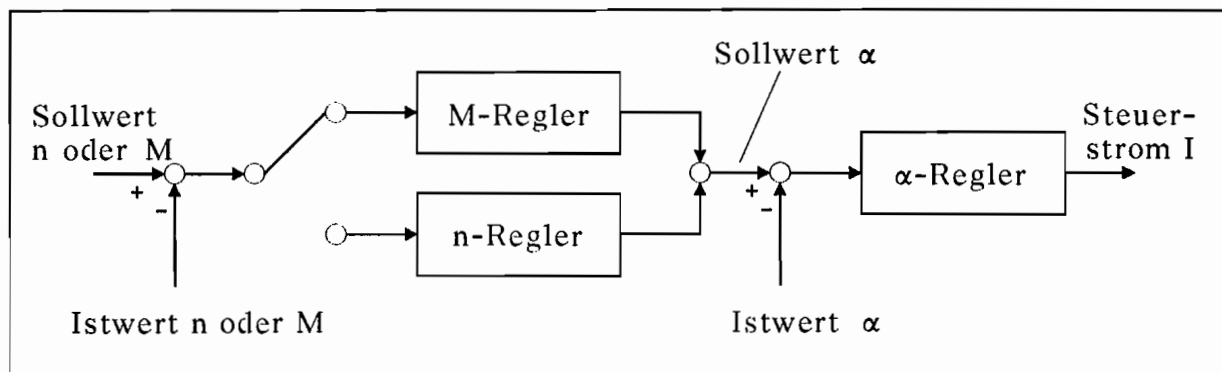 Sollwert α
Sollwert
n oder M
M-Regler
Steuer-
strom I
+
-
+
-
α-Regler
n-Regler
Istwert n oder M
Istwert α